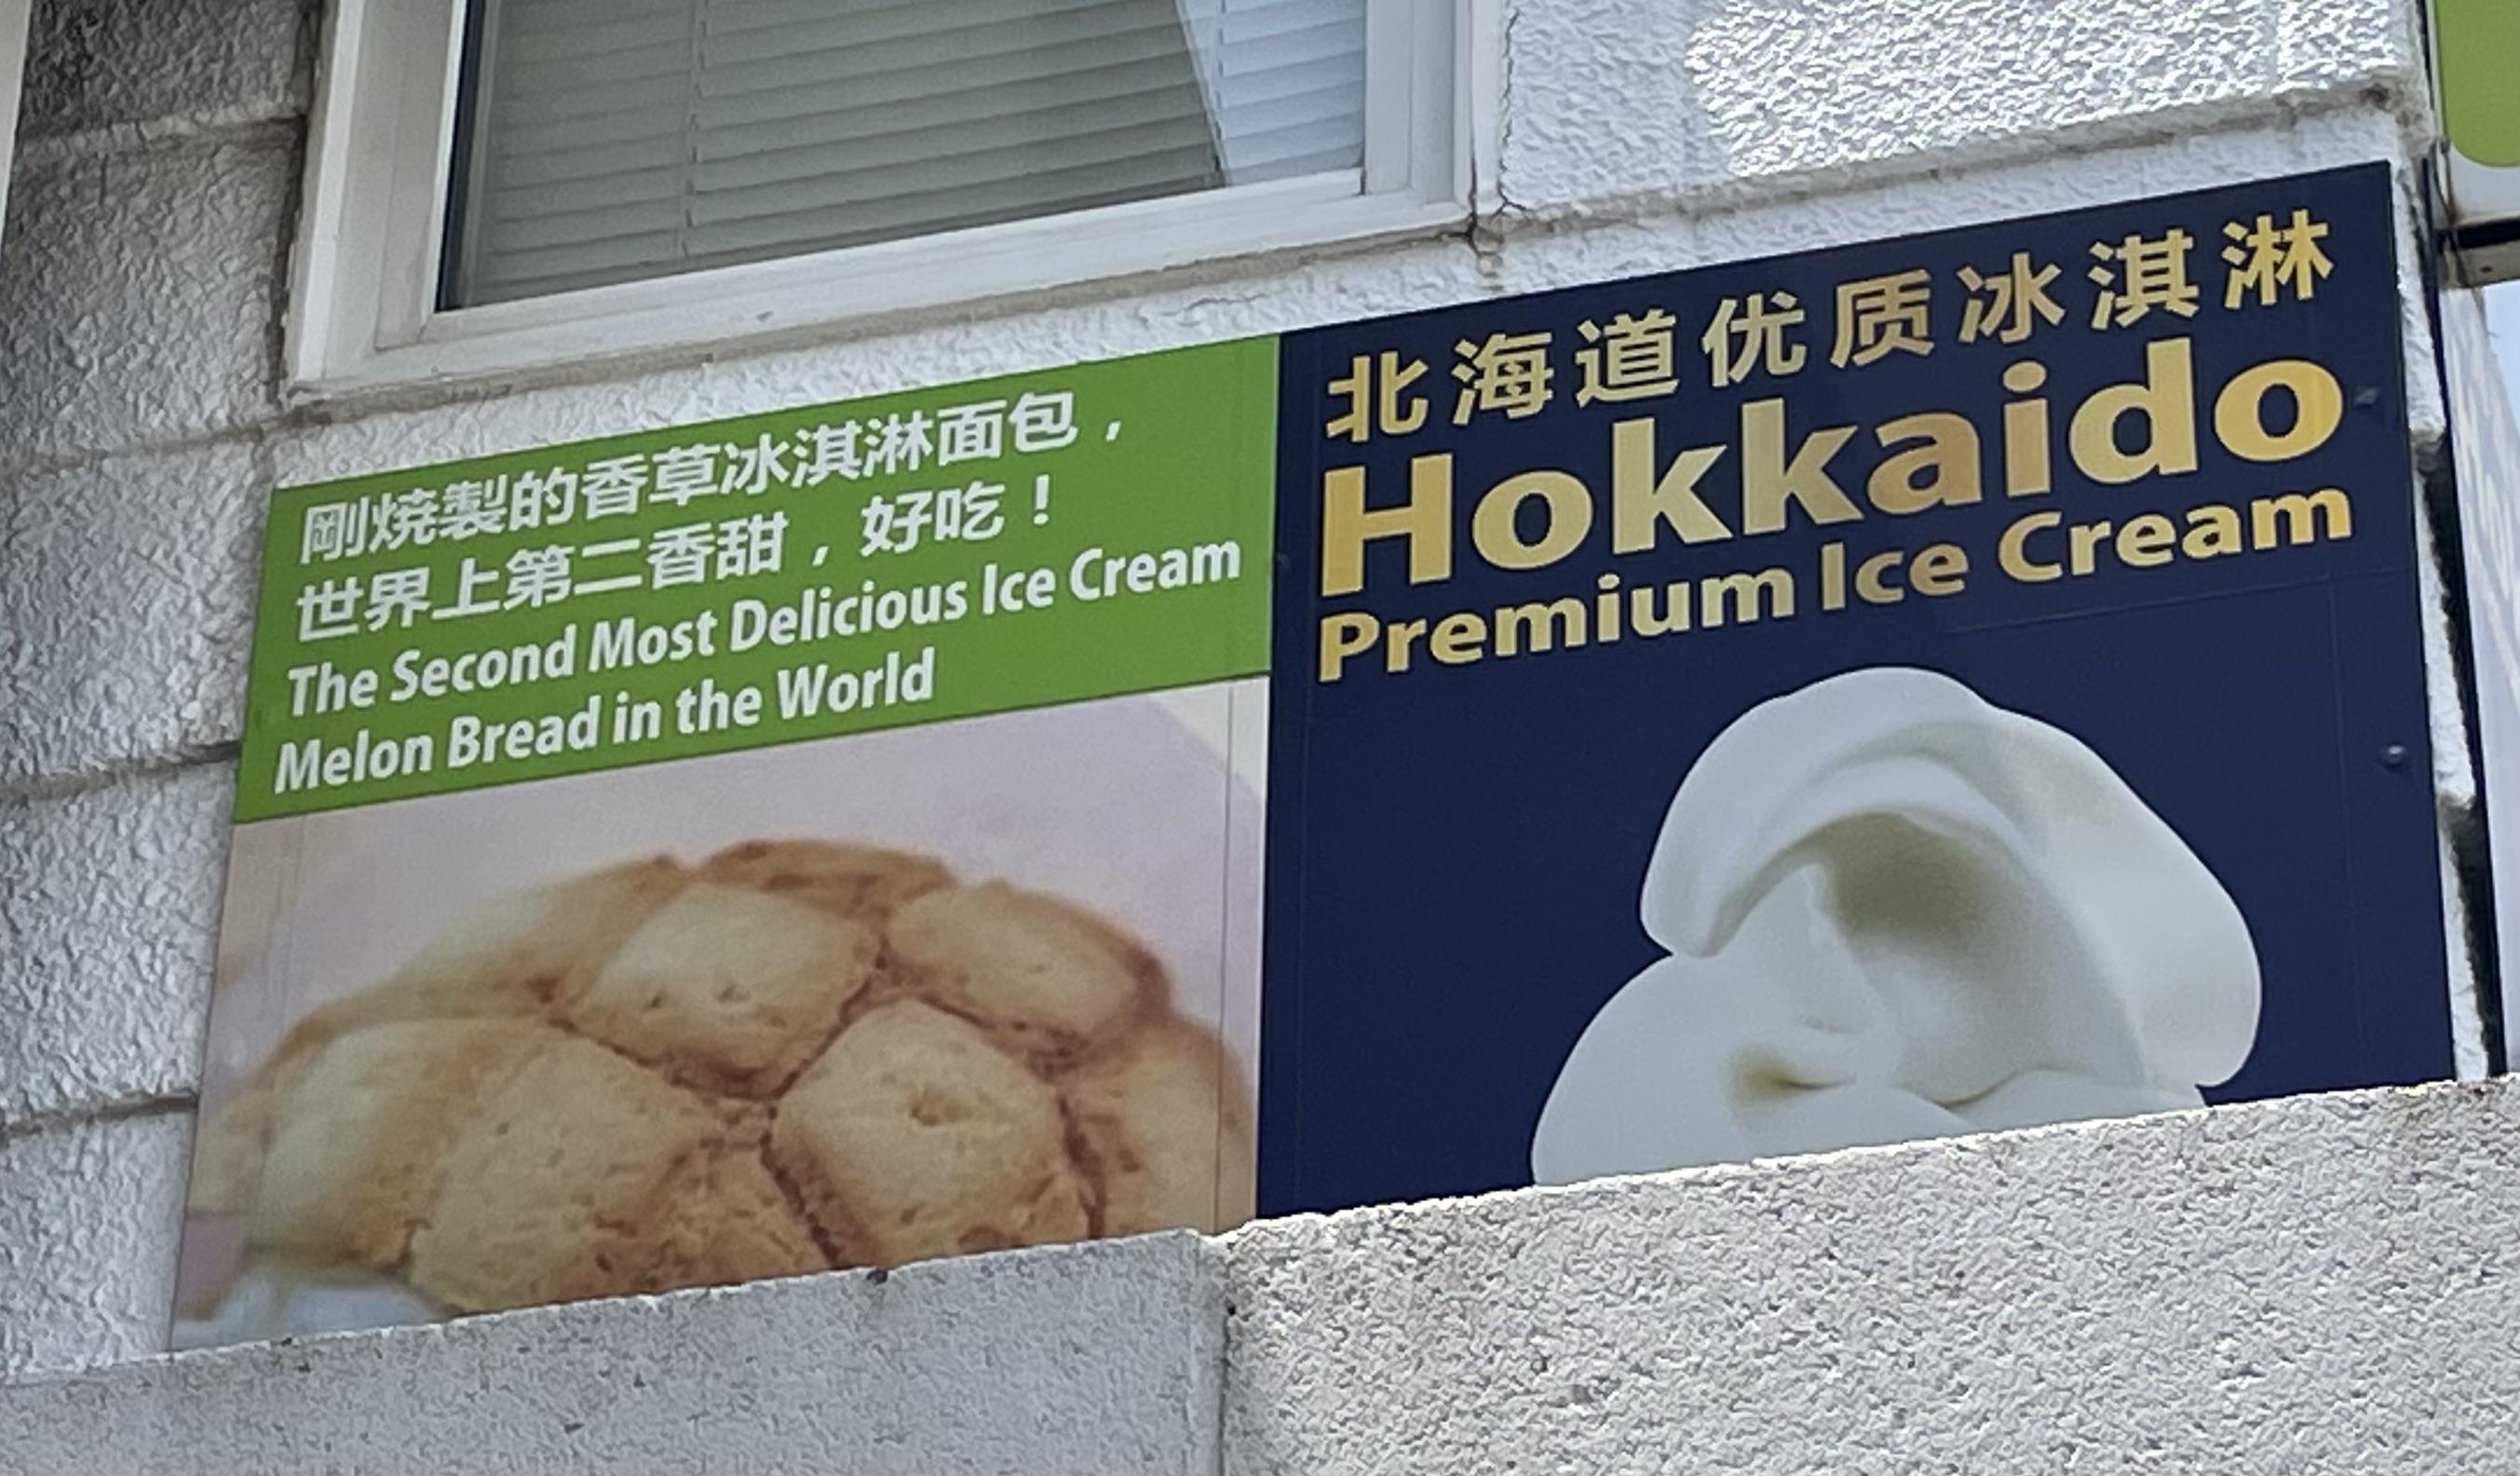 剛焼製的香草冰淇淋面包，
世界上第二香甜，好吃！
The Second Most Delicious Ice Cream
Melon Bread in the World
北海道优质冰淇淋
Hokkaido
Premium Ice Cream